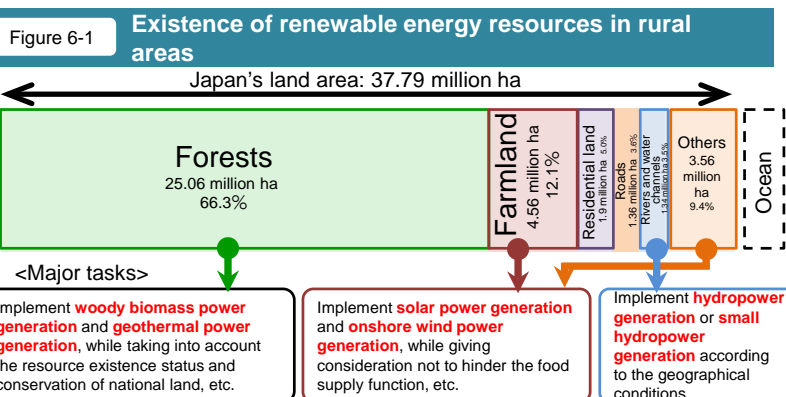 Figure 6-1
Existence of renewable energy resources in rural
areas
Japan's land area: 37.79 million ha
Forests
25.06 million ha
66.3%
Farmland
4.56 million ha
12.1%
Residential land
1.9 million ha 5.0%
Roads
1.36 million ha 3.6%
Rivers and water
channels
1.34 million ha 3.5%
Others
3.56
million
ha
9.4%
Ocean
<Major tasks>
Implement woody biomass power
generation and geothermal power
generation, while taking into account
the resource existence status and
conservation of national land, etc.
Implement solar power generation
and onshore wind power
generation, while giving
consideration not to hinder the food
supply function, etc.
Implement hydropower
generation or small
hydropower
generation according
to the geographical
conditions